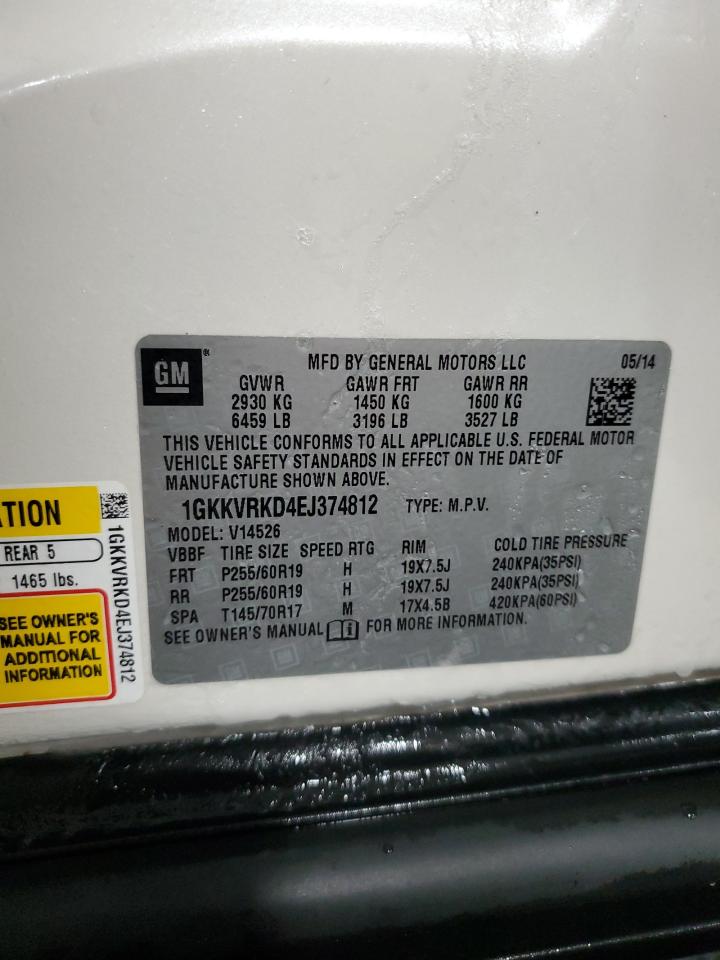 GM ®
MFD BY GENERAL MOTORS LLC 05/14
GVWR GAWR FRT GAWR RR
2930 KG 1450 KG 1600 KG
6459 LB 3196 LB 3527 LB
THIS VEHICLE CONFORMS TO ALL APPLICABLE U.S. FEDERAL MOTOR
VEHICLE SAFETY STANDARDS IN EFFECT ON THE DATE OF
MANUFACTURE SHOWN ABOVE.
1GKKVRKD4EJ374812 TYPE: M.P.V.
MODEL: V14526
VBBF TIRE SIZE SPEED RTG RIM COLD TIRE PRESSURE
FRT P255/60R19 H 19X7.5J 240KPA(35PSI)
RR P255/60R19 H 19X7.5J 240KPA(35PSI)
SPA T145/70R17 M 17X4.5B 420KPA(60PSI)
SEE OWNER'S MANUAL FOR MORE INFORMATION.
REAR 5
1465 lbs.
SEE OWNER'S
MANUAL FOR
ADDITIONAL
INFORMATION
1GKKVRKD4EJ374812